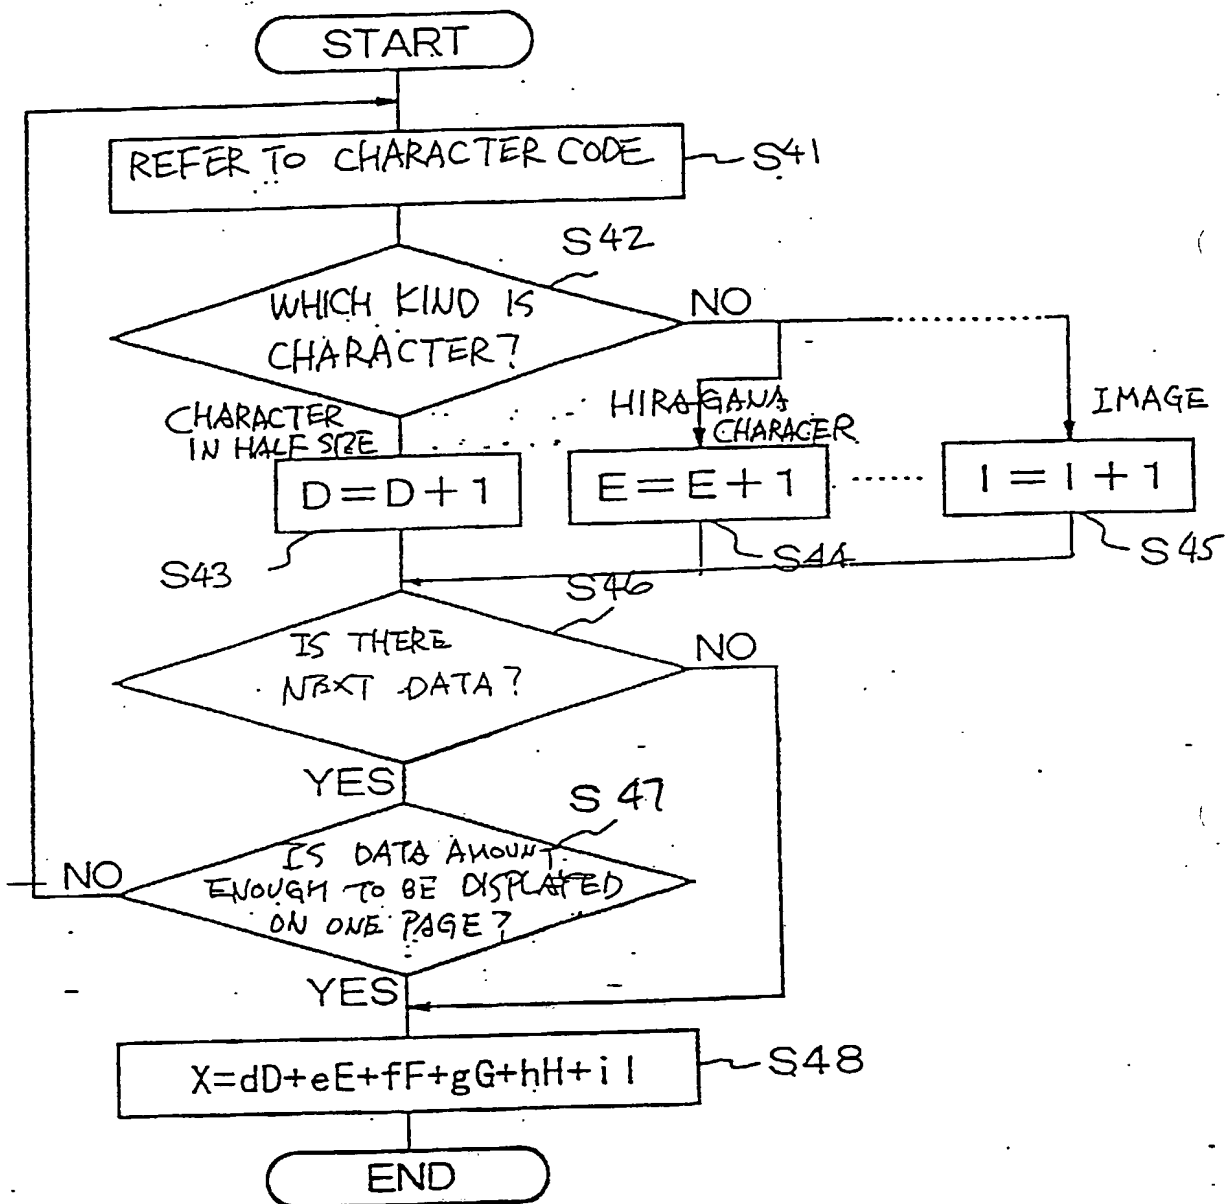 START
REFER TO CHARACTER CODE
S41
S42
WHICH KIND IS
CHARACTER?
NO
CHARACTER
IN HALF SIZE
HIRAGANA
CHARACER
IMAGE
D=D+1
E=E+1
I=I+1
S43
S44
S45
S46
IS THERE
NEXT DATA?
NO
YES
S47
IS DATA AMOUNT
ENOUGH TO BE DISPLAYED
ON ONE PAGE?
NO
YES
X=dD+eE+fF+gG+hH+iI
S48
END